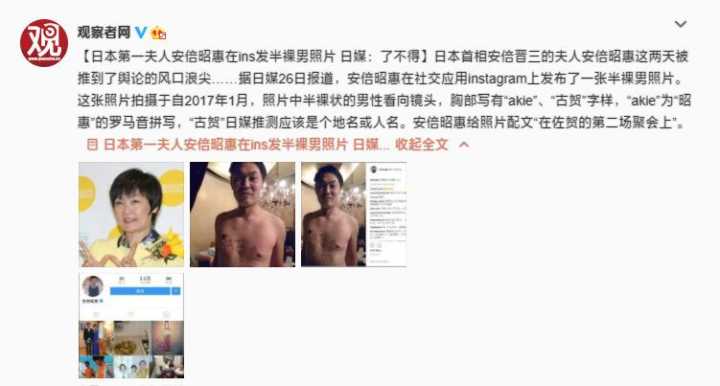 观
观察者网
【日本第一夫人安倍昭惠在ins发半裸男照片 日媒：了不得】日本首相安倍晋三的夫人安倍昭惠这两天被
推到了舆论的风口浪尖……据日媒26日报道，安倍昭惠在社交应用instagram上发布了一张半裸男照片。
这张照片拍摄于自2017年1月，照片中半裸状的男性看向镜头，胸部写有“akie”、“古贺”字样，“akie”为“昭
惠”的罗马音拼写，“古贺”日媒推测应该是个地名或人名。安倍昭惠给照片配文“在佐贺的第二场聚会上”。
日本第一夫人安倍昭惠在ins发半裸男照片 日媒... 收起全文